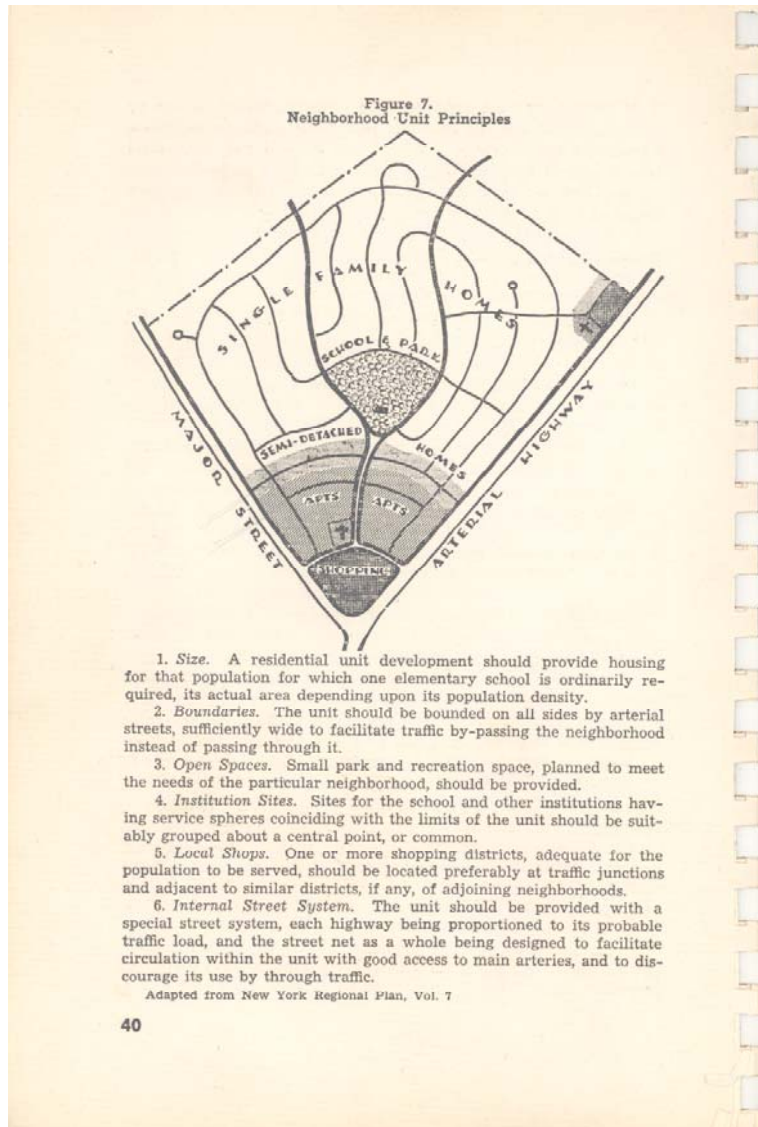 Figure 7.
Neighborhood Unit Principles
SINGLE FAMILY HOMES
SCHOOL & PARK
SEMI-DETACHED HOMES
APTS APTS
SHOPPING
MAJOR STREET
ARTERIAL HIGHWAY
1. Size. A residential unit development should provide housing
for that population for which one elementary school is ordinarily re-
quired, its actual area depending upon its population density.
2. Boundaries. The unit should be bounded on all sides by arterial
streets, sufficiently wide to facilitate traffic by-passing the neighborhood
instead of passing through it.
3. Open Spaces. Small park and recreation space, planned to meet
the needs of the particular neighborhood, should be provided.
4. Institution Sites. Sites for the school and other institutions hav-
ing service spheres coinciding with the limits of the unit should be suit-
ably grouped about a central point, or common.
5. Local Shops. One or more shopping districts, adequate for the
population to be served, should be located preferably at traffic junctions
and adjacent to similar districts, if any, of adjoining neighborhoods.
6. Internal Street System. The unit should be provided with a
special street system, each highway being proportioned to its probable
traffic load, and the street net as a whole being designed to facilitate
circulation within the unit with good access to main arteries, and to dis-
courage its use by through traffic.
Adapted from New York Regional Plan, Vol. 7
40